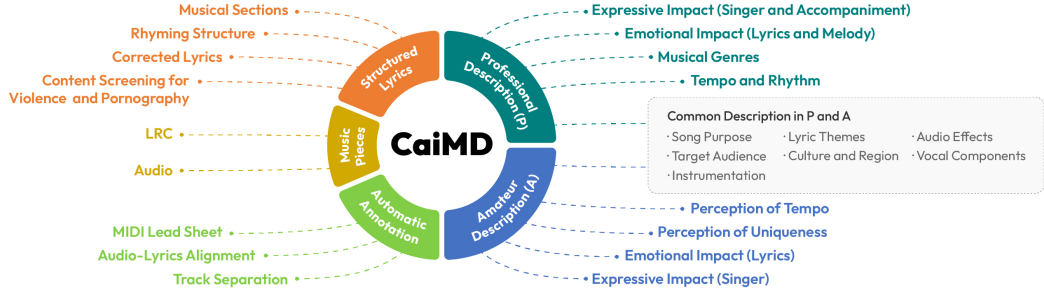 Musical Sections
Rhyming Structure
Corrected Lyrics
Content Screening for
Violence and Pornography
LRC
Audio
MIDI Lead Sheet
Audio-Lyrics Alignment
Track Separation
Structured
Lyrics
Music
Pieces
Automatic
Annotation
CaiMD
Professional
Description (P)
Amateur
Description (A)
Expressive Impact (Singer and Accompaniment)
Emotional Impact (Lyrics and Melody)
Musical Genres
Tempo and Rhythm
Common Description in P and A
· Song Purpose · Lyric Themes · Audio Effects
· Target Audience · Culture and Region · Vocal Components
· Instrumentation
Perception of Tempo
Perception of Uniqueness
Emotional Impact (Lyrics)
Expressive Impact (Singer)